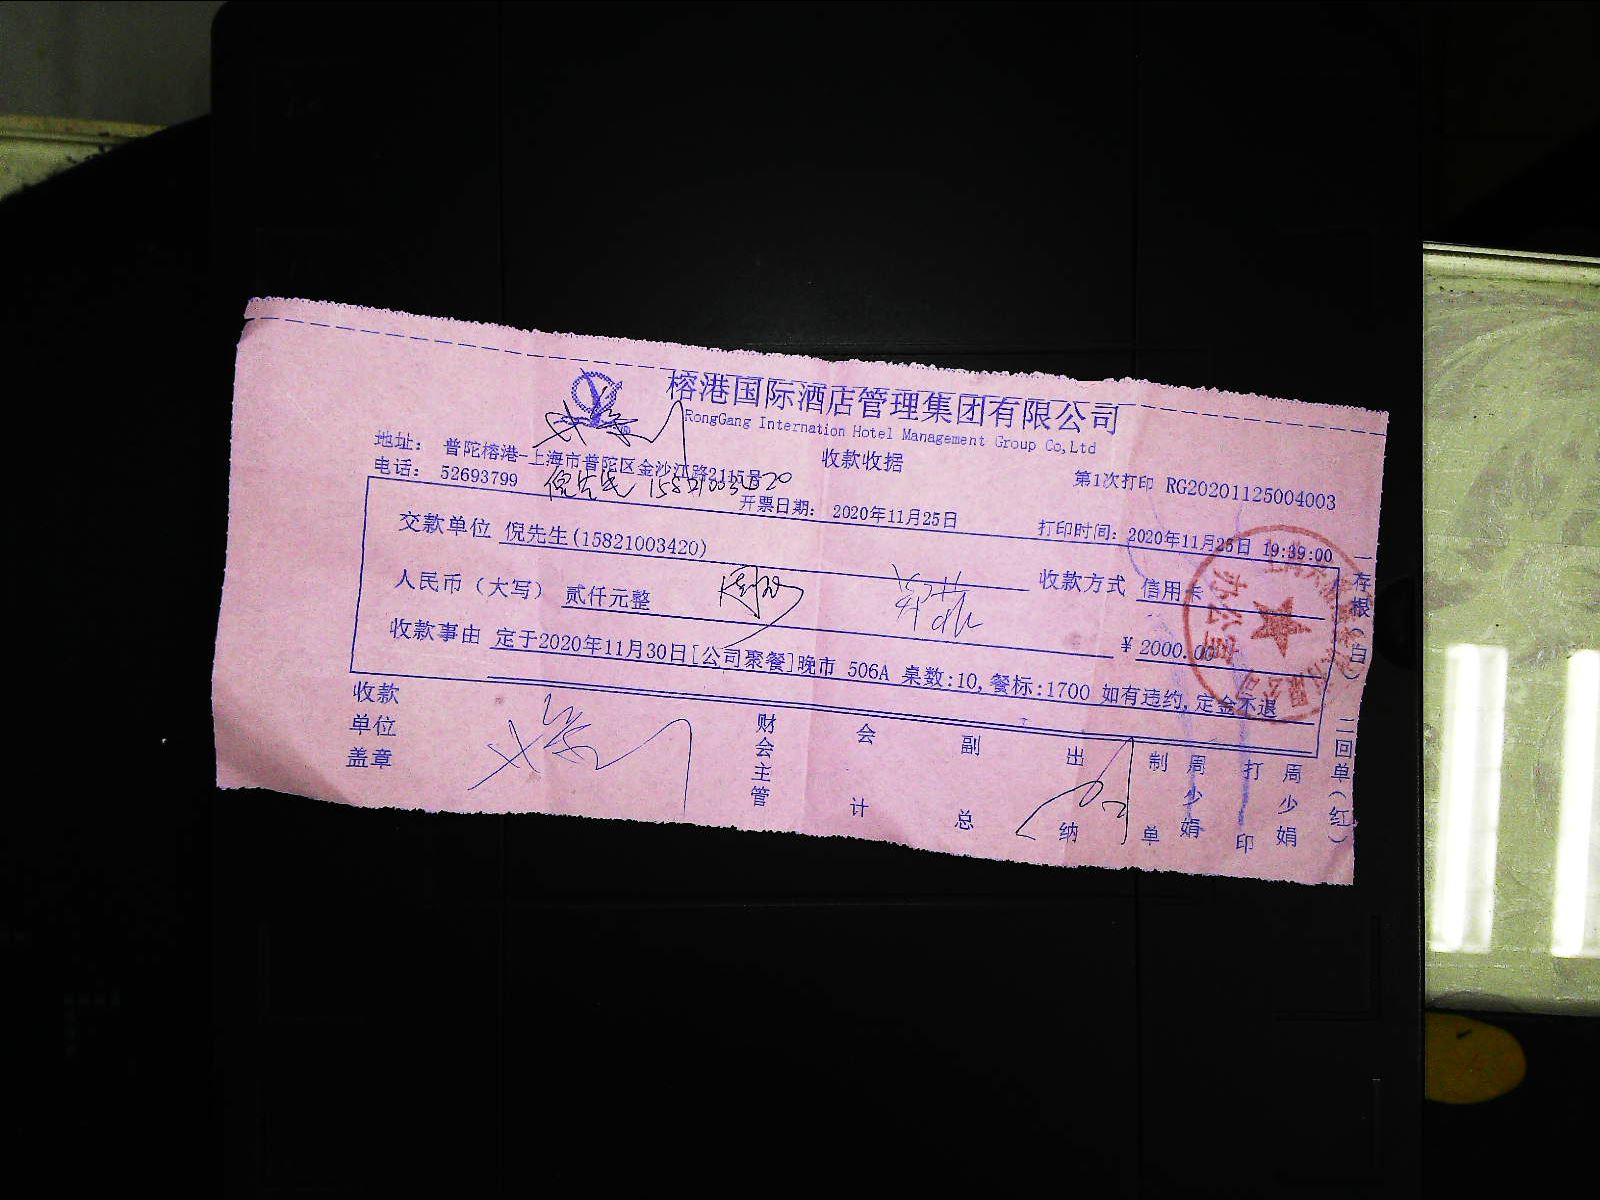 榕港国际酒店管理集团有限公司
RongGang Internation Hotel Management Group Co,Ltd
地址： 普陀榕港-上海市普陀区金沙江路2115号
收款收据
电话： 52693799
第1次打印 RG20201125004003
倪先生 15821003420
开票日期： 2020年11月25日
打印时间：2020年11月25日 19:39:00
交款单位 倪先生(15821003420)
收款方式 信用卡
人民币（大写） 贰仟元整
¥ 2000.00
收款事由 定于2020年11月30日[公司聚餐]晚市 506A 桌数:10,餐标:1700 如有违约,定金不退
收款单位盖章
财会主管
会计
副总
出纳
制单
周少娟
打印
周少娟
一存根（白）
二回单（红）
办公室